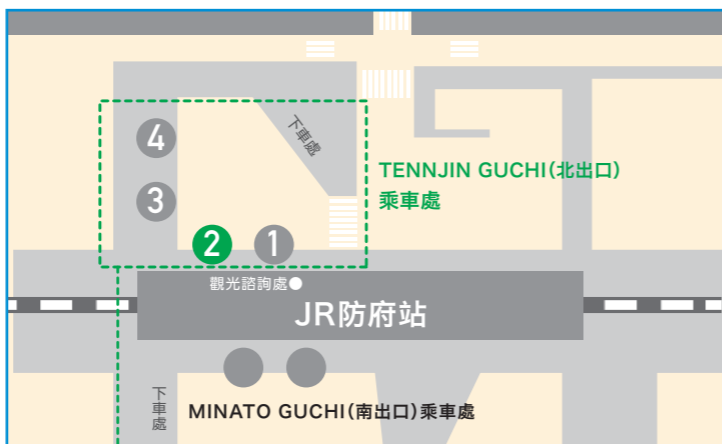 4
下車處
TENNJIN GUCHI(北出口)
乘車處
3
2
1
觀光諮詢處
JR防府站
下車處
MINATO GUCHI(南出口)乘車處